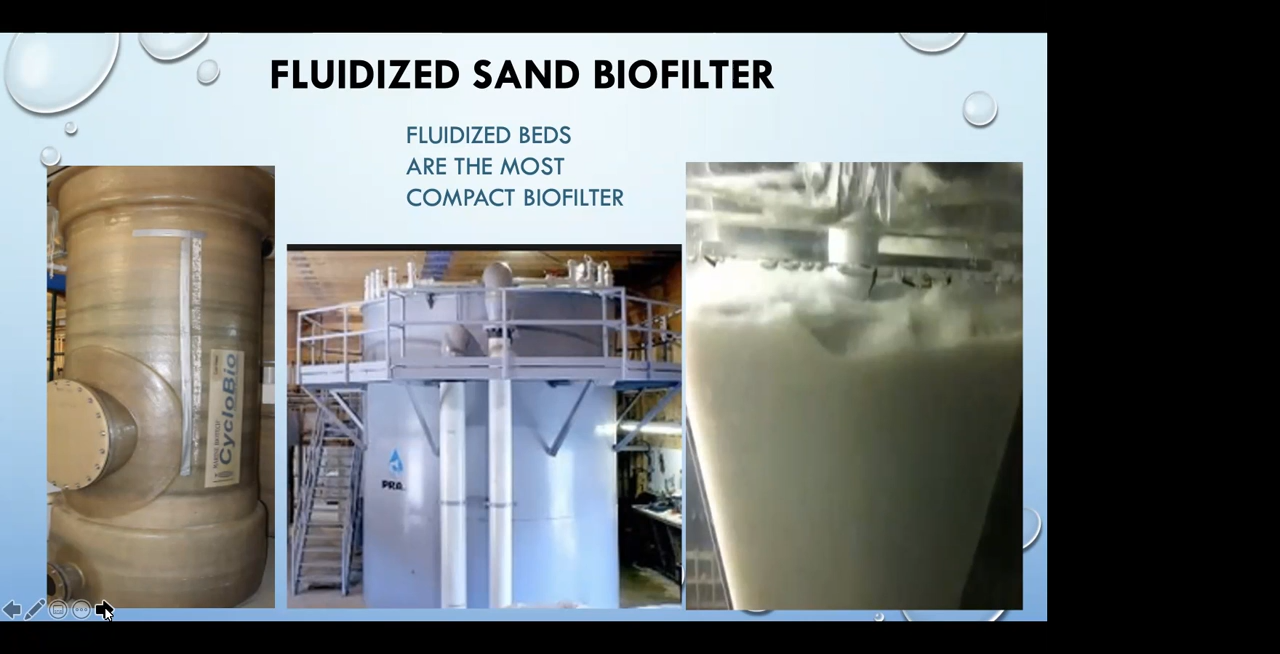 FLUIDIZED SAND BIOFILTER
FLUIDIZED BEDS
ARE THE MOST
COMPACT BIOFILTER
CycloBio
PRA